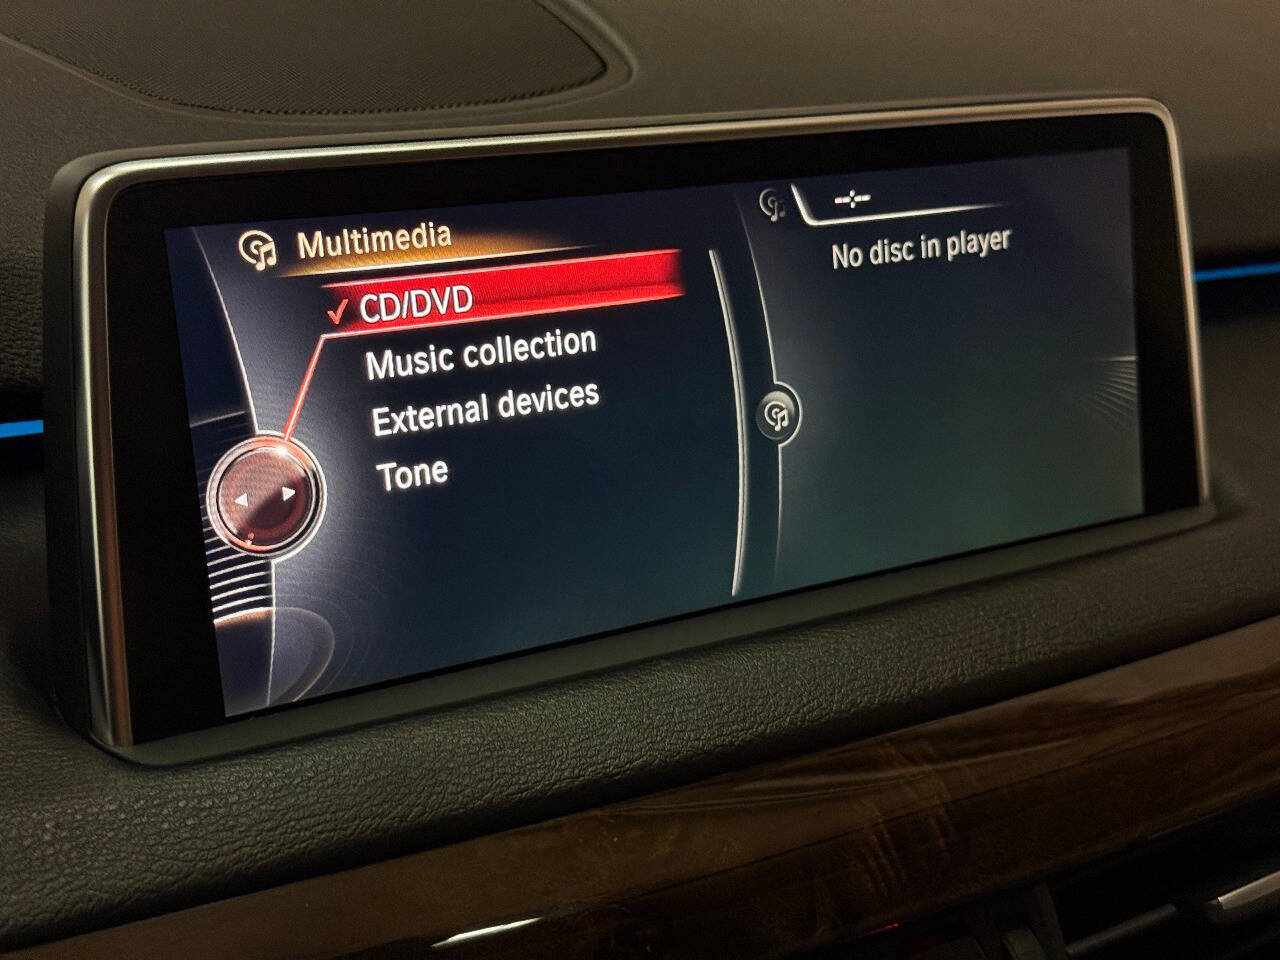 Multimedia
CD/DVD
Music collection
External devices
Tone
No disc in player